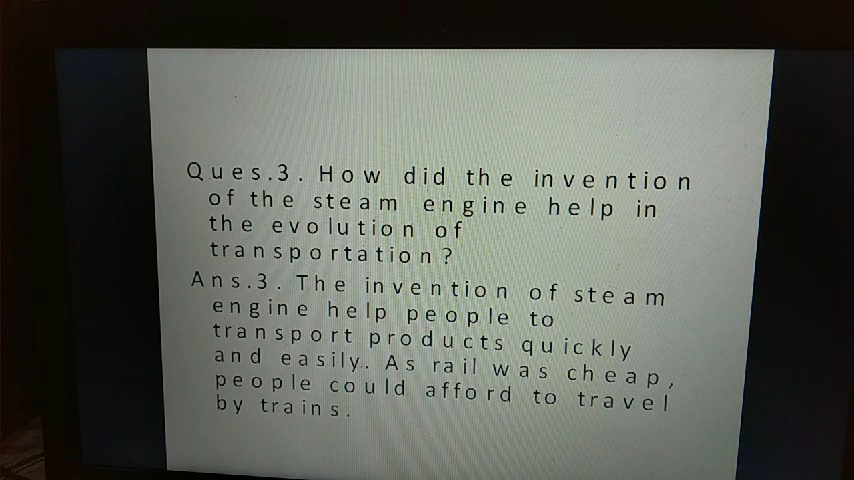 Ques.3. How did the invention
of the steam engine help in
the evolution of
transportation?
Ans.3. The invention of steam
engine help people to
transport products quickly
and easily. As rail was cheap,
people could afford to travel
by trains.